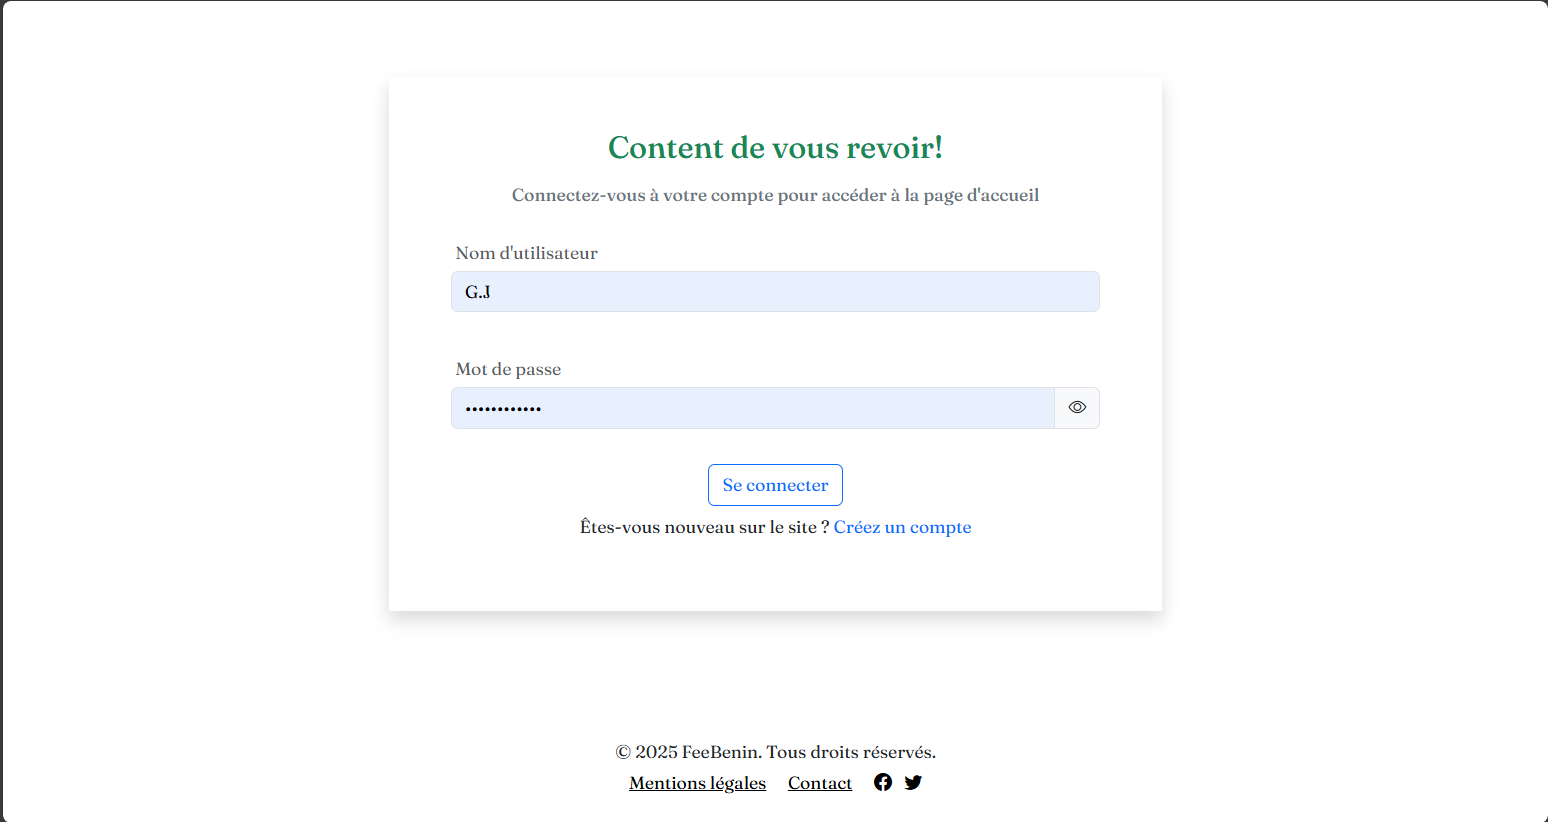 Content de vous revoir!
Connectez-vous à votre compte pour accéder à la page d'accueil
Nom d'utilisateur
G.J
Mot de passe
••••••••••••
Se connecter
Êtes-vous nouveau sur le site ? Créez un compte
© 2025 FeeBenin. Tous droits réservés.
Mentions légales Contact